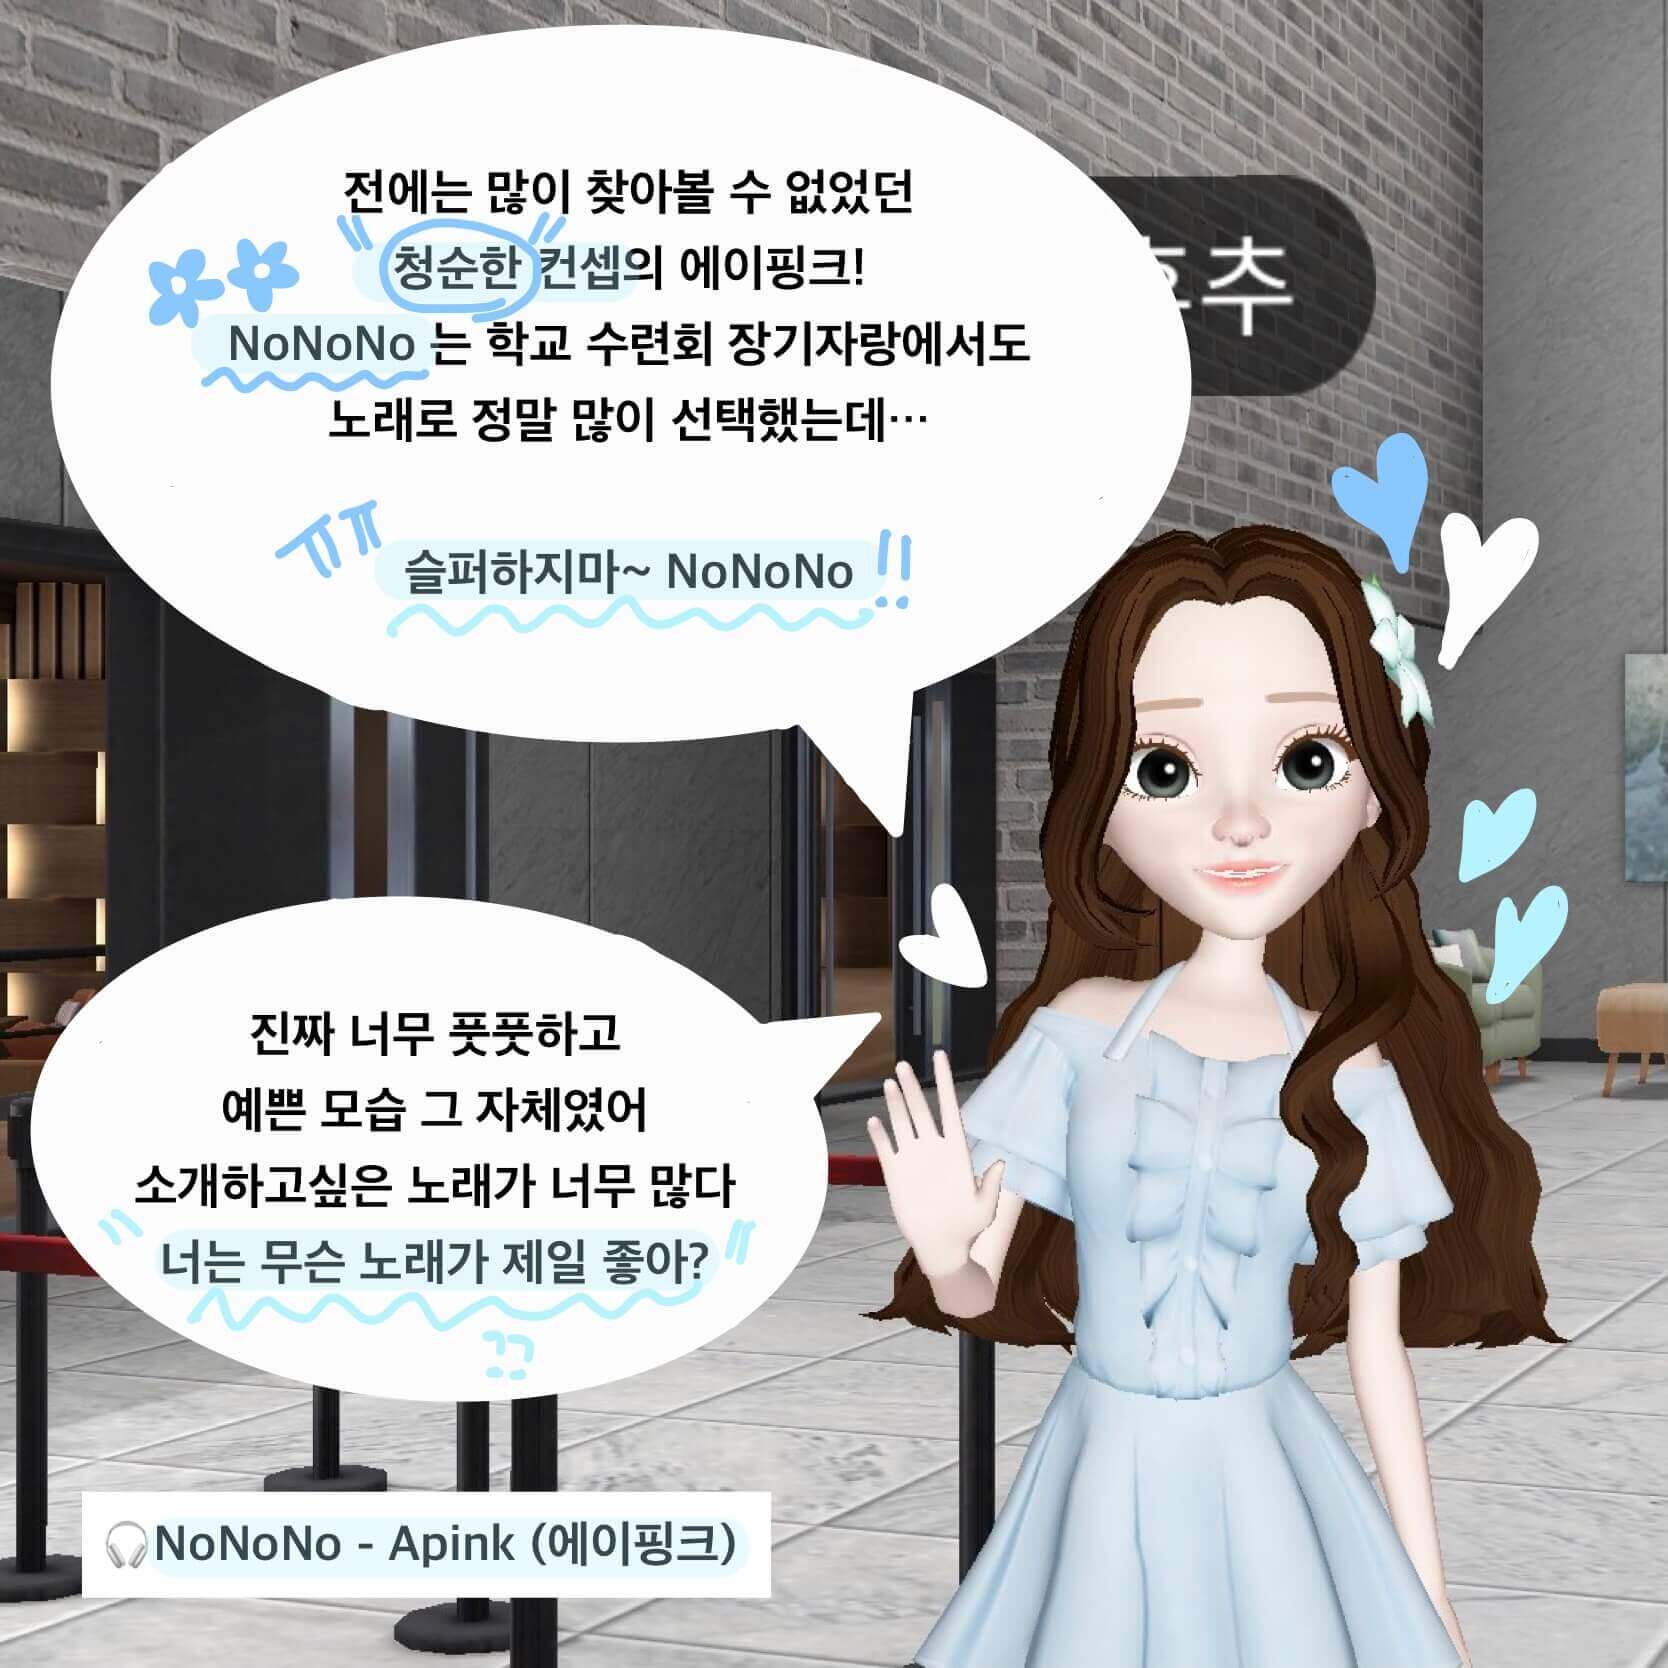 전에는 많이 찾아볼 수 없었던
청순한 컨셉의 에이핑크!
NoNoNo 는 학교 수련회 장기자랑에서도
노래로 정말 많이 선택했는데…
ㅠㅠ 슬퍼하지마~ NoNoNo !!
진짜 너무 풋풋하고
예쁜 모습 그 자체였어
소개하고싶은 노래가 너무 많다
너는 무슨 노래가 제일 좋아?
??
NoNoNo - Apink (에이핑크)